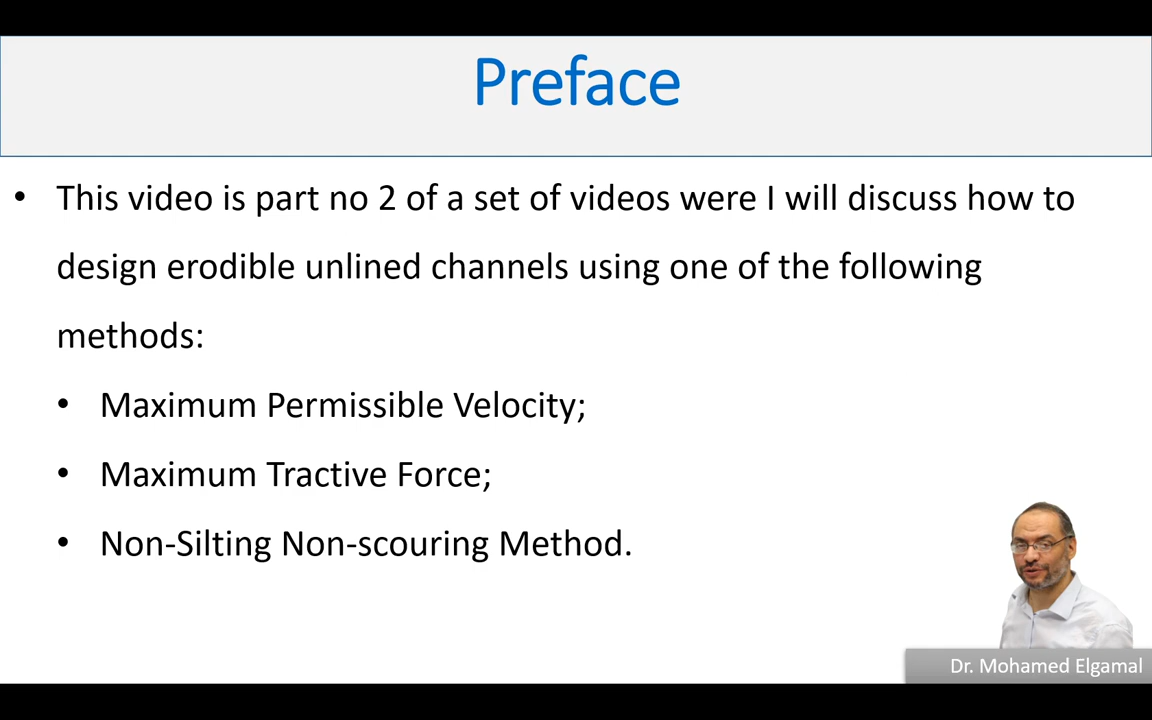 Preface
• This video is part no 2 of a set of videos were I will discuss how to
design erodible unlined channels using one of the following
methods:
• Maximum Permissible Velocity;
• Maximum Tractive Force;
• Non-Silting Non-scouring Method.
Dr. Mohamed Elgamal